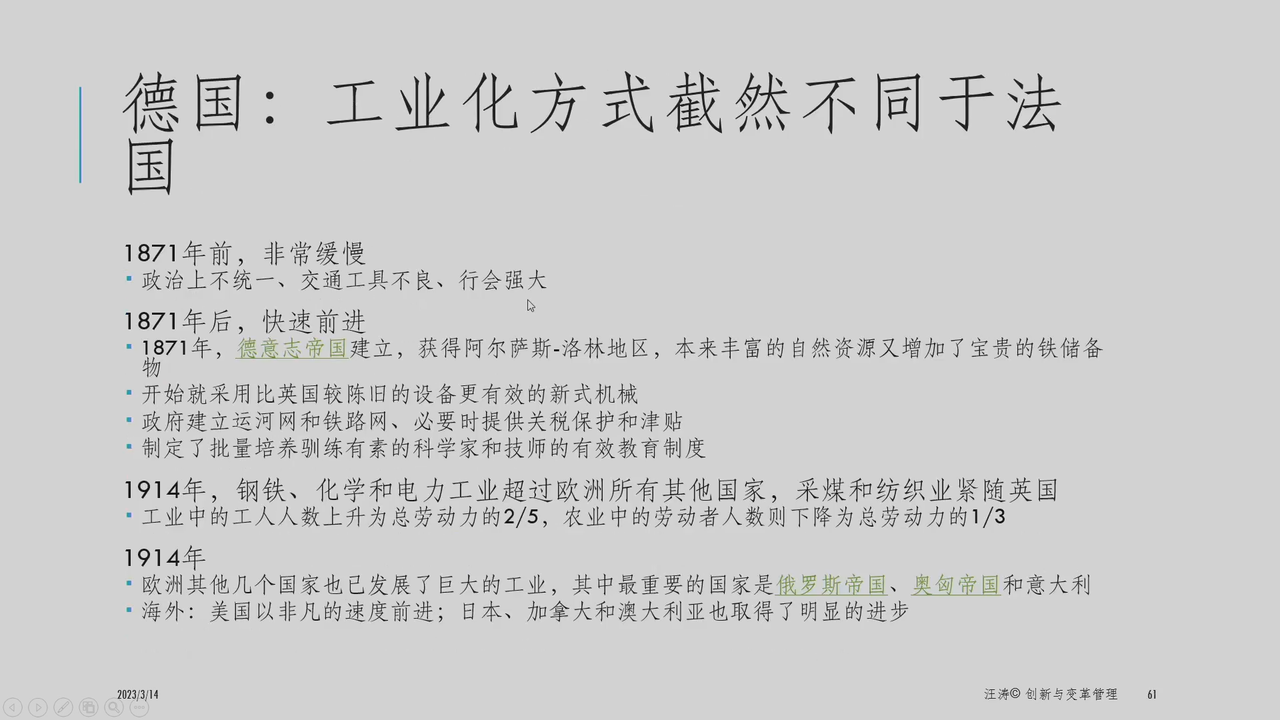 德国：工业化方式截然不同于法
国
1871年前，非常缓慢
政治上不统一、交通工具不良、行会强大
1871年后，快速前进
1871年，德意志帝国建立，获得阿尔萨斯-洛林地区，本来丰富的自然资源又增加了宝贵的铁储备
物
开始就采用比英国较陈旧的设备更有效的新式机械
政府建立运河网和铁路网、必要时提供关税保护和津贴
制定了批量培养驯练有素的科学家和技师的有效教育制度
1914年，钢铁、化学和电力工业超过欧洲所有其他国家，采煤和纺织业紧随英国
工业中的工人人数上升为总劳动力的2/5，农业中的劳动者人数则下降为总劳动力的1/3
1914年
欧洲其他几个国家也已发展了巨大的工业，其中最重要的国家是俄罗斯帝国、奥匈帝国和意大利
海外：美国以非凡的速度前进；日本、加拿大和澳大利亚也取得了明显的进步
2023/3/14
汪涛© 创新与变革管理
61